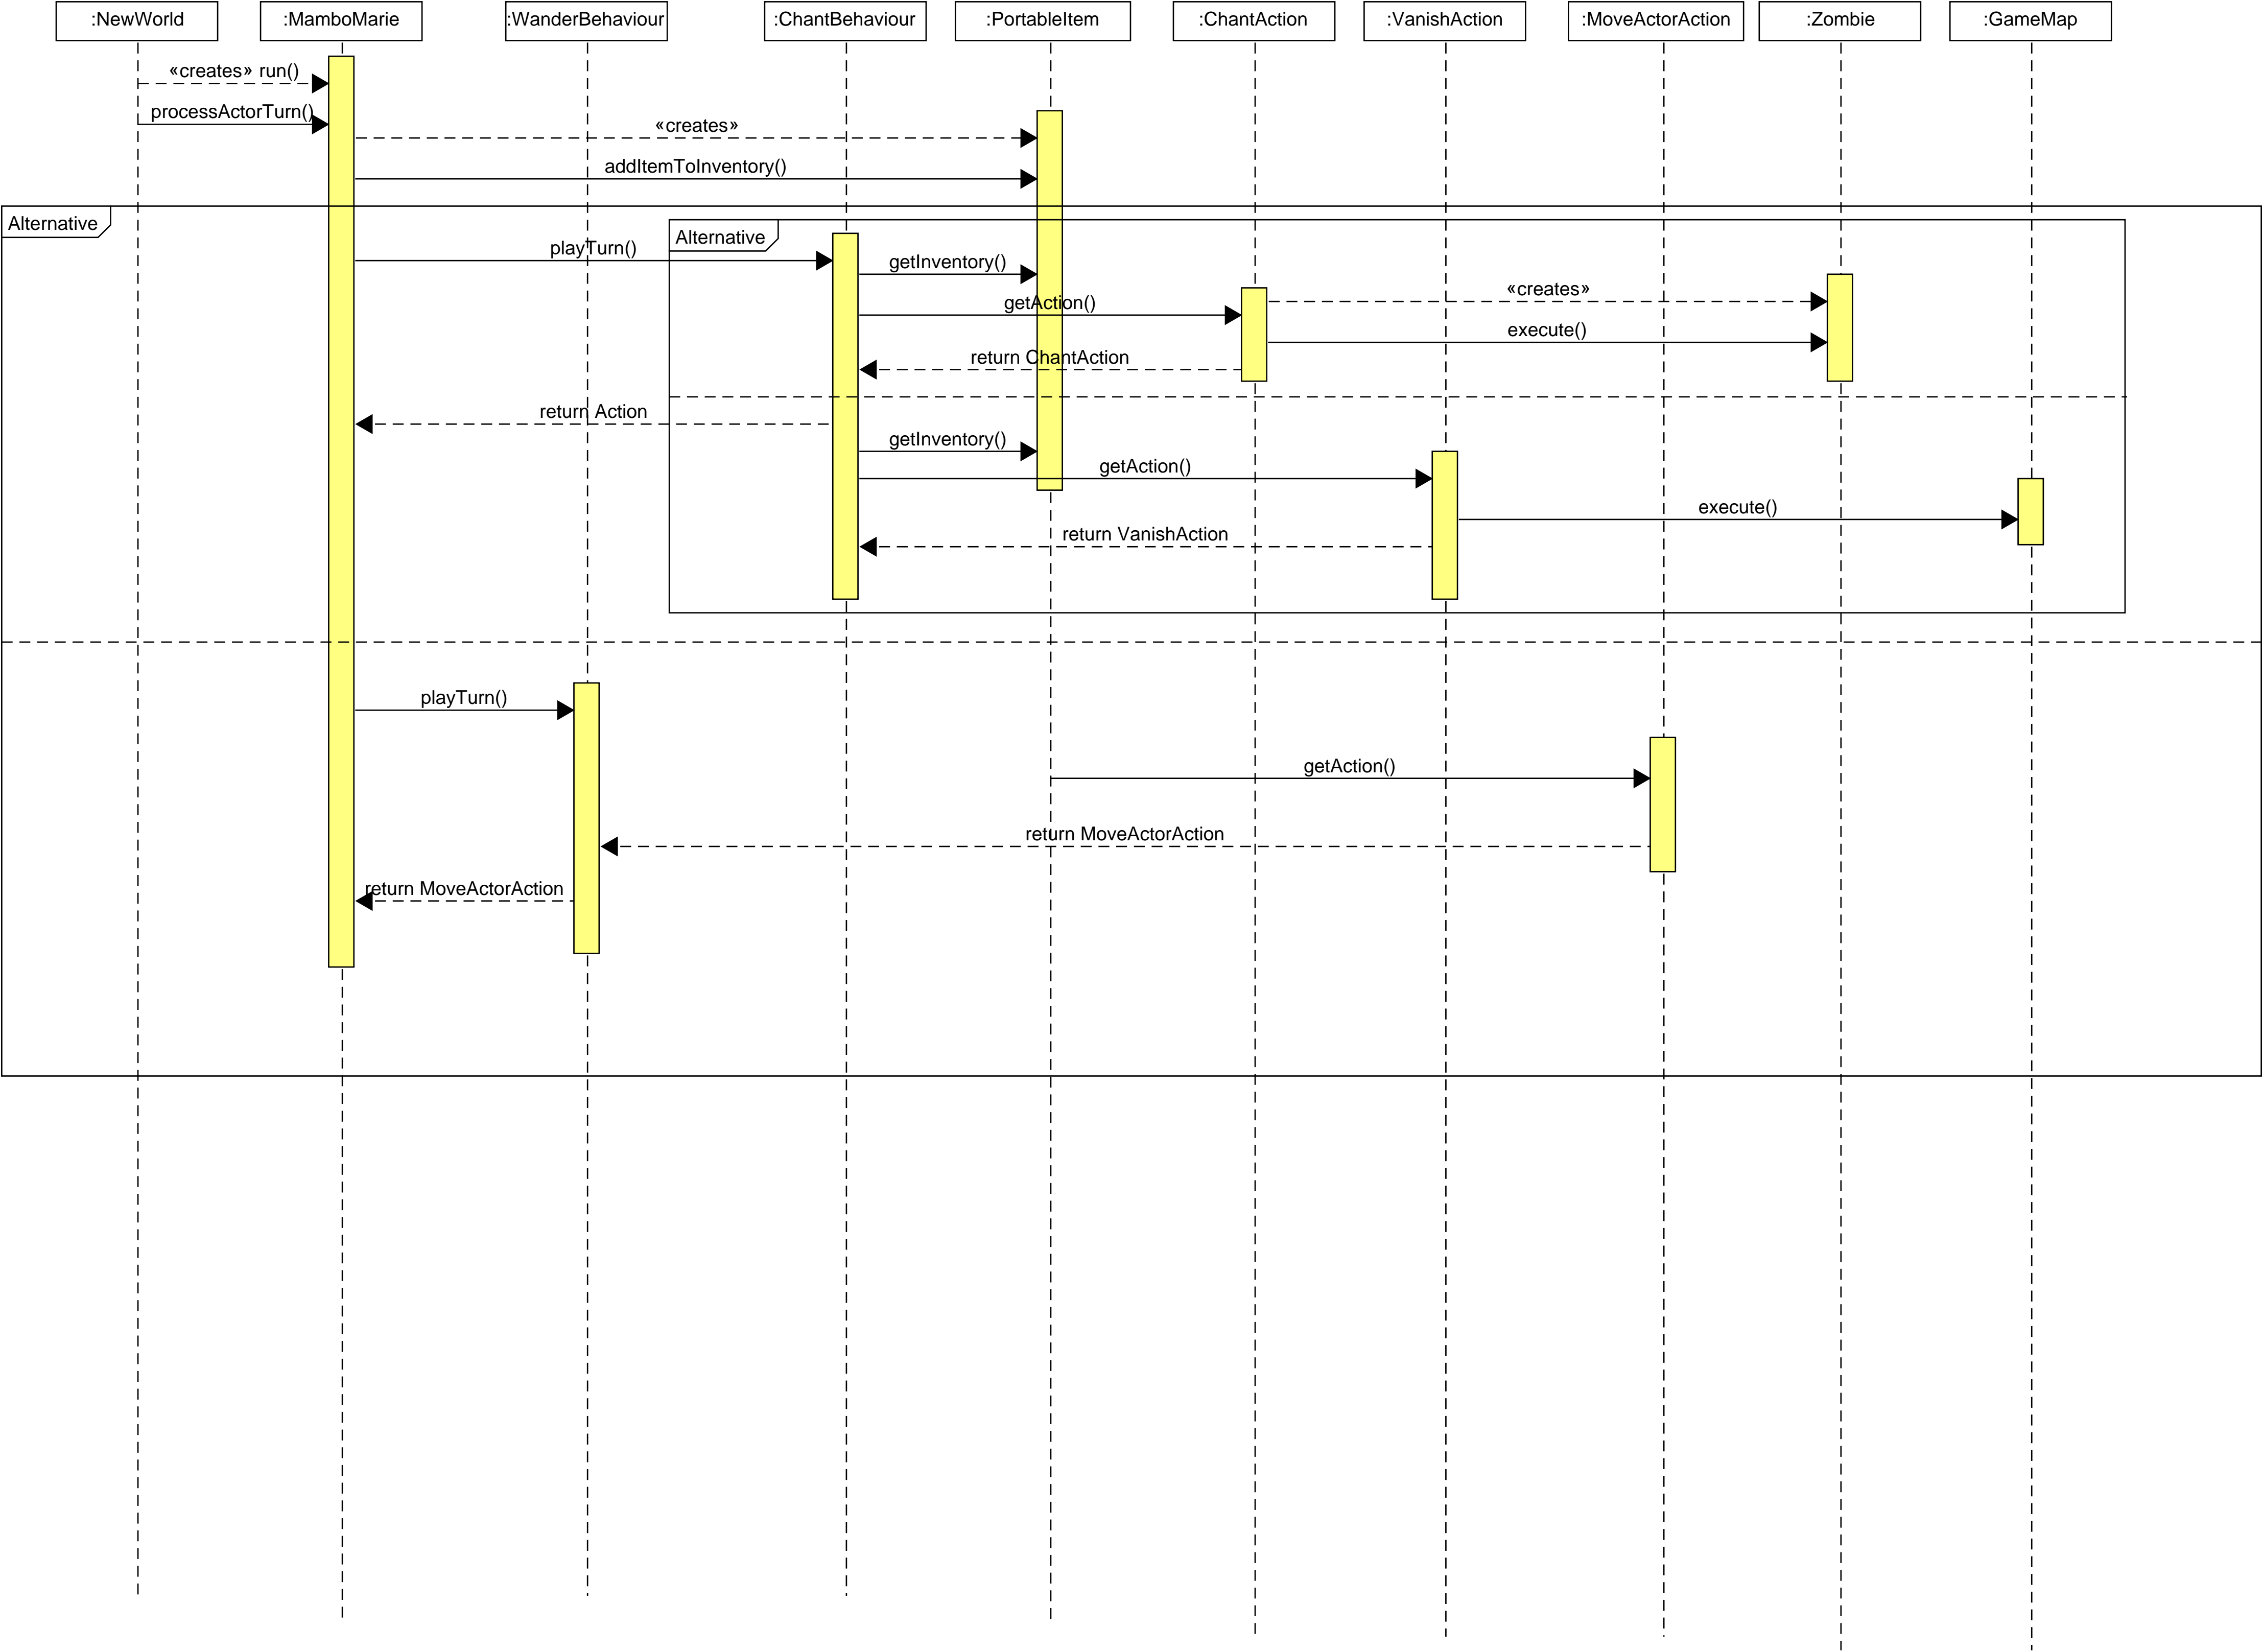 :NewWorld
:MamboMarie
:WanderBehaviour
:ChantBehaviour
:PortableItem
:ChantAction
:VanishAction
:MoveActorAction
:Zombie
:GameMap
«creates» run()
processActorTurn()
«creates»
addItemToInventory()
Alternative
Alternative
playTurn()
getInventory()
«creates»
getAction()
execute()
return ChantAction
return Action
getInventory()
getAction()
execute()
return VanishAction
playTurn()
getAction()
return MoveActorAction
return MoveActorAction